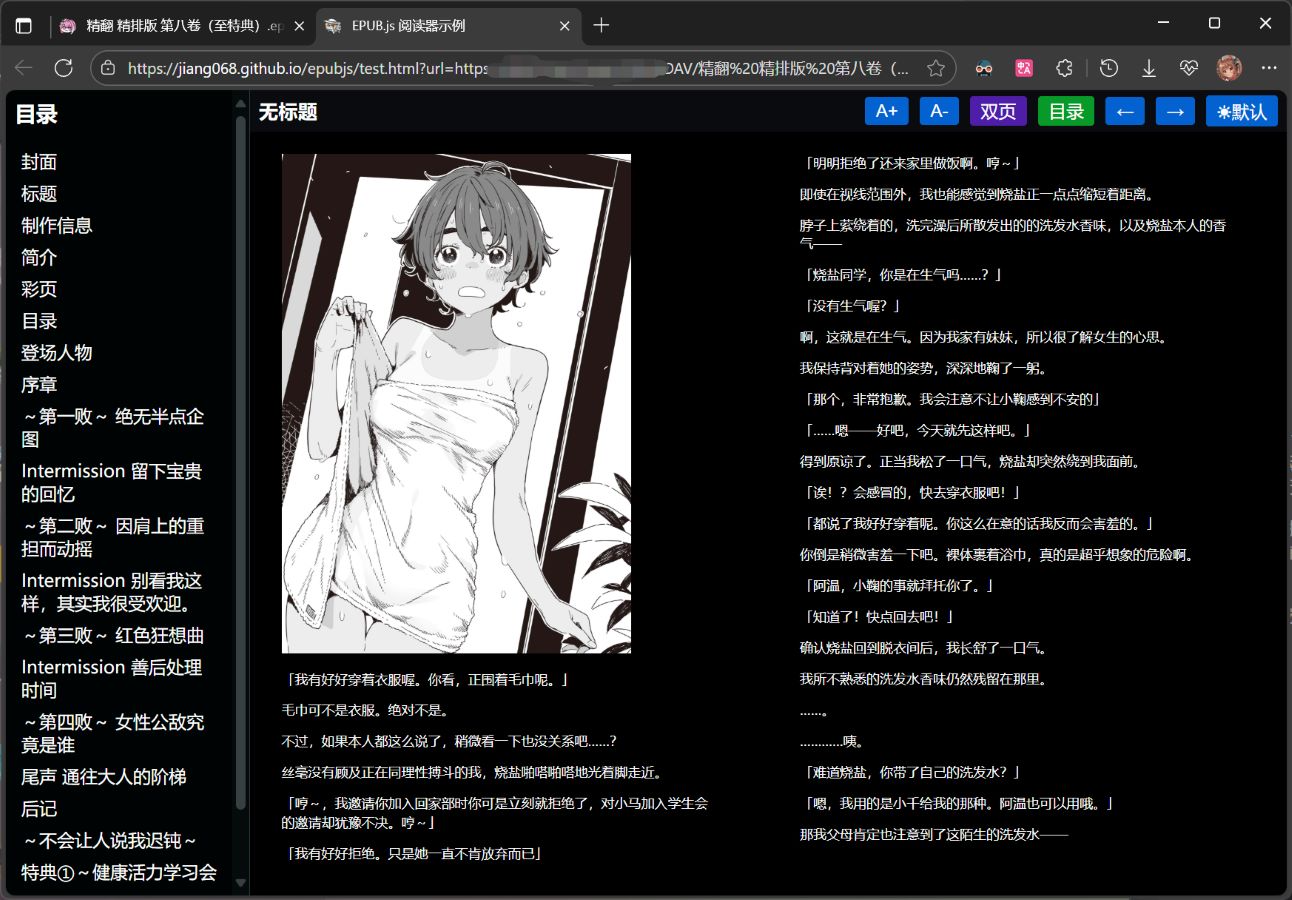 精翻 精排版 第八卷（至特典）.ep
EPUB.js 阅读器示例
https://jiang068.github.io/epubjs/test.html?url=https
DAV/精翻%20精排版%20第八卷（...
目录
封面
标题
制作信息
简介
彩页
目录
登场人物
序章
～第一败～ 绝无半点企
图
Intermission 留下宝贵
的回忆
～第二败～ 因肩上的重
担而动摇
Intermission 别看我这
样，其实我很受欢迎。
～第三败～ 红色狂想曲
Intermission 善后处理
时间
～第四败～ 女性公敌究
竟是谁
尾声 通往大人的阶梯
后记
～不会让人说我迟钝～
特典①～健康活力学习会
无标题
A+
A-
双页
目录
←
→
☀默认
「我有好好穿着衣服喔。你看，正围着毛巾呢。」
毛巾可不是衣服。绝对不是。
不过，如果本人都这么说了，稍微看一下也没关系吧……？
丝毫没有顾及正在同理性搏斗的我，烧盐啪嗒啪嗒地光着脚走近。
「哼～，我邀请你加入回家部时你可是立刻就拒绝了，对小马加入学生会
的邀请却犹豫不决。哼～」
「我有好好拒绝。只是她一直不肯放弃而已」
「明明拒绝了还来家里做饭啊。哼～」
即使在视线范围外，我也能感觉到烧盐正一点点缩短着距离。
脖子上萦绕着的，洗完澡后所散发出的的洗发水香味，以及烧盐本人的香
气——
「烧盐同学，你是在生气吗……？」
「没有生气喔？」
啊，这就是在生气。因为我家有妹妹，所以很了解女生的心思。
我保持背对着她的姿势，深深地鞠了一躬。
「那个，非常抱歉。我会注意不让小鞠感到不安的」
「……嗯——好吧，今天就先这样吧。」
得到原谅了。正当我松了一口气，烧盐却突然绕到我面前。
「诶！？会感冒的，快去穿衣服吧！」
「都说了我好好穿着呢。你这么在意的话我反而会害羞的。」
你倒是稍微害羞一下吧。裸体裹着浴巾，真的是超乎想象的危险啊。
「阿温，小鞠的事就拜托你了。」
「知道了！快点回去吧！」
确认烧盐回到脱衣间后，我长舒了一口气。
我所不熟悉的洗发水香味仍然残留在那里。
……。
…………咦。
「难道烧盐，你带了自己的洗发水？」
「嗯，我用的是小千给我的那种。阿温也可以用哦。」
那我父母肯定也注意到了这陌生的洗发水——